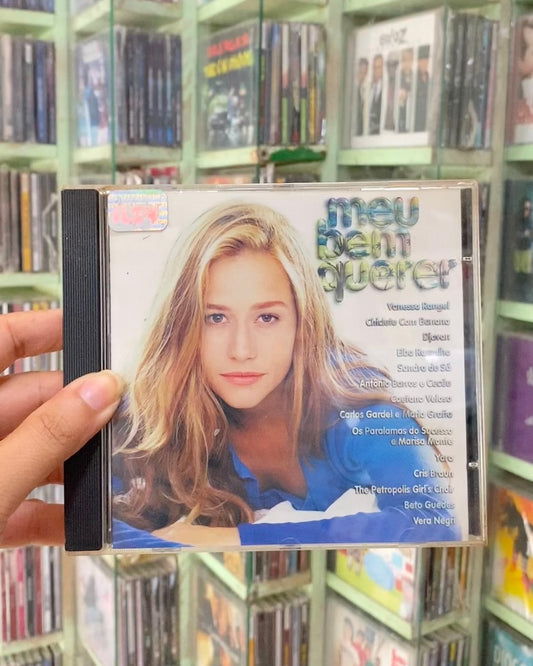 meu
bem
querer
Vanessa Rangel
Chiclete Com Banana
Djavan
Elba Ramalho
Sandra de Sá
Antônio Barros e Cecéu
Caetano Veloso
Carlos Gardel e Mario Graña
Os Paralamas do Sucesso
e Marisa Monte
Yara
Cris Braun
The Petropolis Girl's Choir
Beto Guedes
Vera Negri